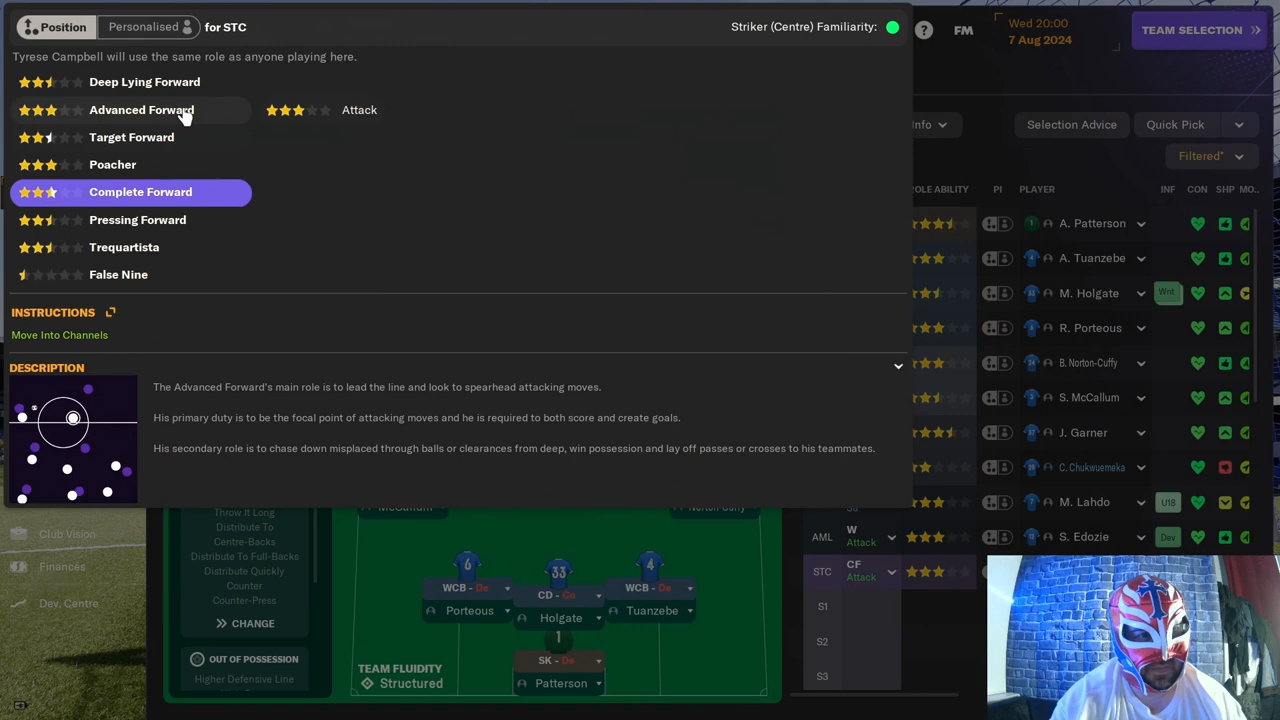 Position
Personalised
for STC
Striker (Centre) Familiarity:
FM
Wed 20:00
7 Aug 2024
TEAM SELECTION
Tyrese Campbell will use the same role as anyone playing here.
Deep Lying Forward
Advanced Forward
Attack
Target Forward
Poacher
Complete Forward
Pressing Forward
Trequartista
False Nine
INSTRUCTIONS
Move Into Channels
DESCRIPTION
The Advanced Forward's main role is to lead the line and look to spearhead attacking moves.
His primary duty is to be the focal point of attacking moves and he is required to both score and create goals.
His secondary role is to chase down misplaced through balls or clearances from deep, win possession and lay off passes or crosses to his teammates.
Info
Selection Advice
Quick Pick
Filtered*
ROLE ABILITY
PI
PLAYER
INF
CON
SHP
MO...
1
A. Patterson
A. Tuanzebe
M. Holgate
Wnt
R. Porteous
B. Norton-Cuffy
S. McCallum
J. Garner
C. Chukwuemeka
M. Lahdo
U18
S. Edozie
Dev
AML
W
Attack
STC
CF
Attack
S1
S2
S3
Club Vision
Finances
Dev. Centre
Throw It Long
Distribute To
Centre-Backs
Distribute To Full-Backs
Distribute Quickly
Counter
Counter-Press
CHANGE
OUT OF POSSESSION
Higher Defensive Line
McCallum
Norton-Cuffy
6
WCB - De
Porteous
33
CD - Co
Holgate
4
WCB - De
Tuanzebe
1
SK - De
Patterson
TEAM FLUIDITY
Structured